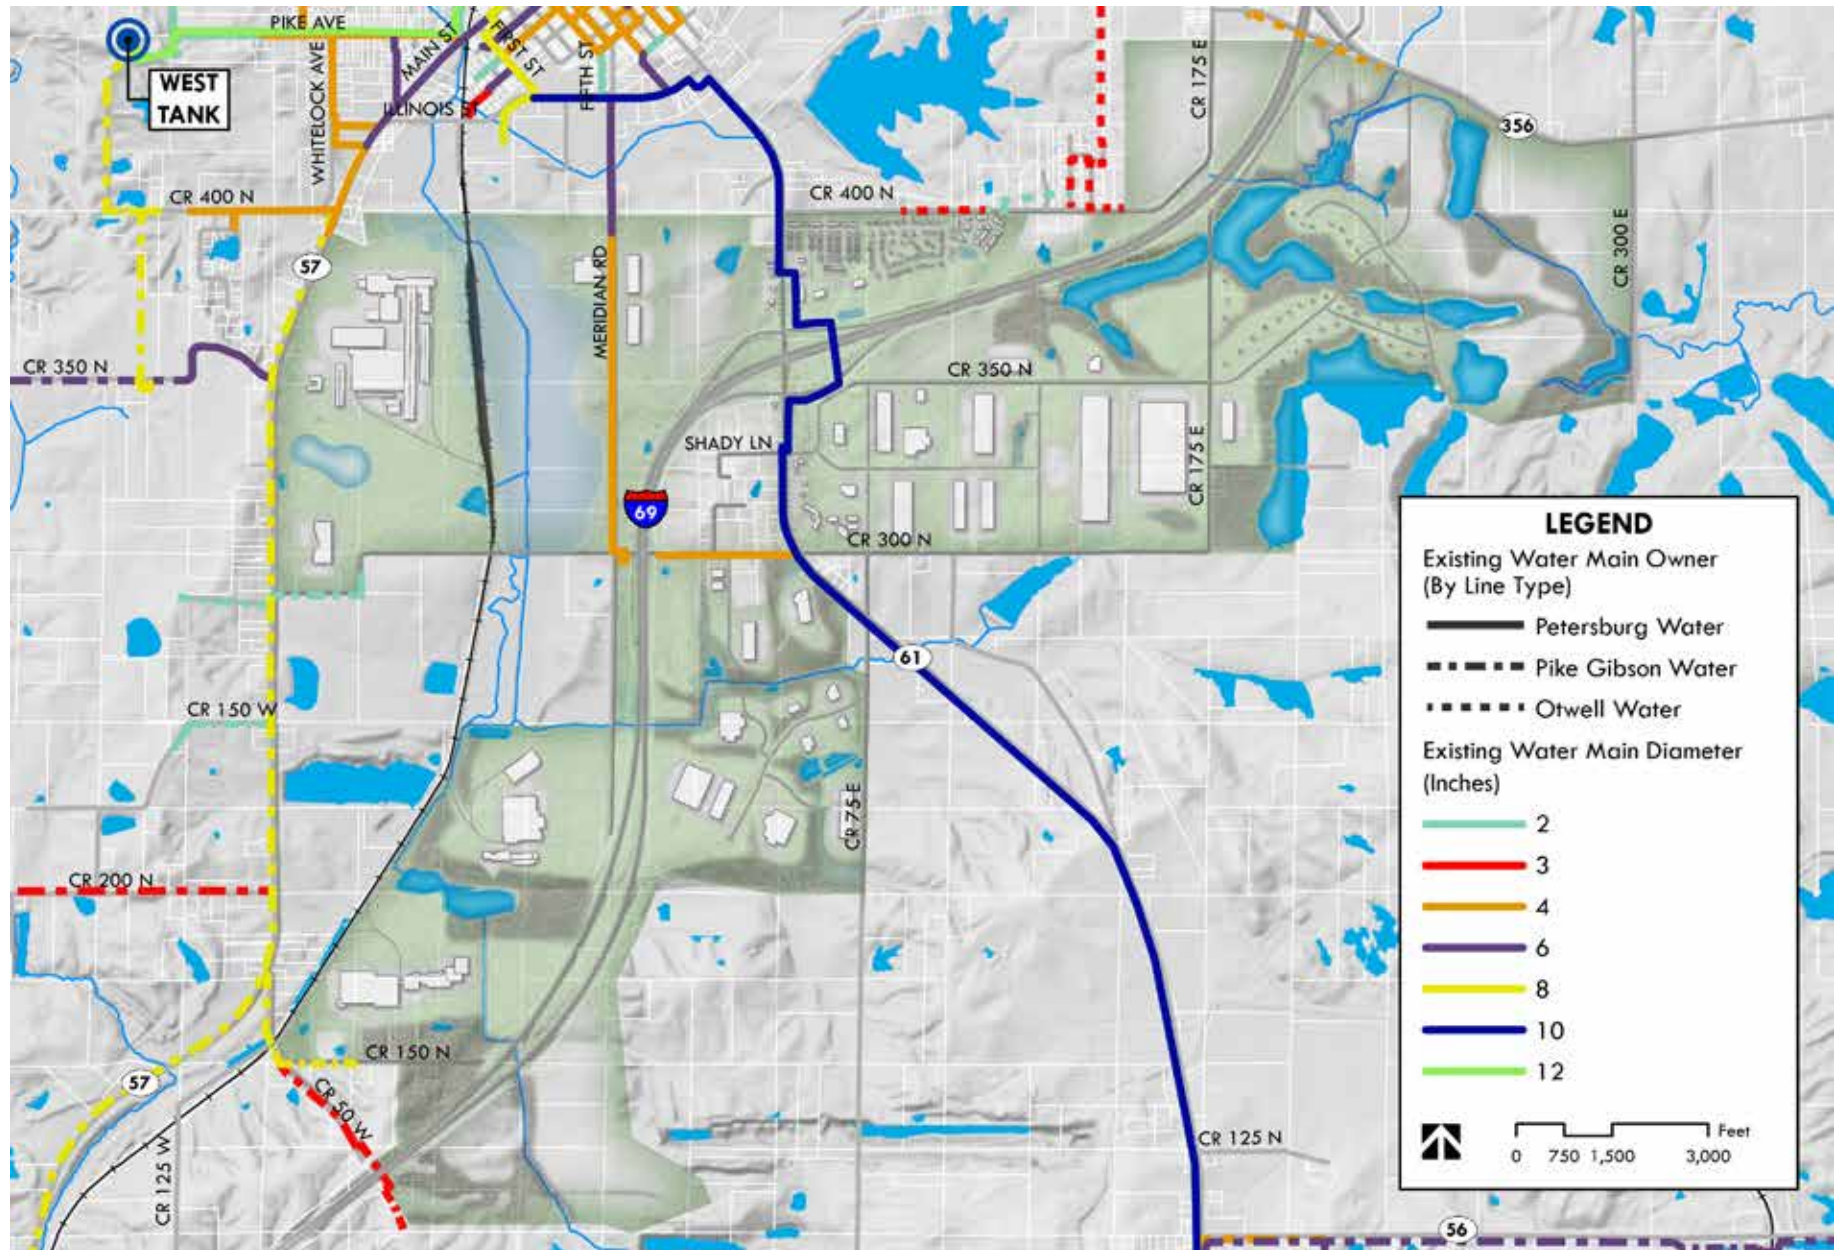 PIKE AVE
WEST
TANK
WHITELOCK AVE
MAIN ST
FIRST ST
FIFTH ST
ILLINOIS ST
CR 175 E
356
CR 400 N
CR 400 N
CR 300 E
57
MERIDIAN RD
CR 350 N
CR 350 N
SHADY LN
CR 175 E
69
CR 300 N
61
CR 150 W
CR 75 E
CR 200 N
CR 150 N
57
CR 50 W
CR 125 W
CR 125 N
56
LEGEND
Existing Water Main Owner
(By Line Type)
Petersburg Water
Pike Gibson Water
Otwell Water
Existing Water Main Diameter
(Inches)
2
3
4
6
8
10
12
Feet
0 750 1,500 3,000